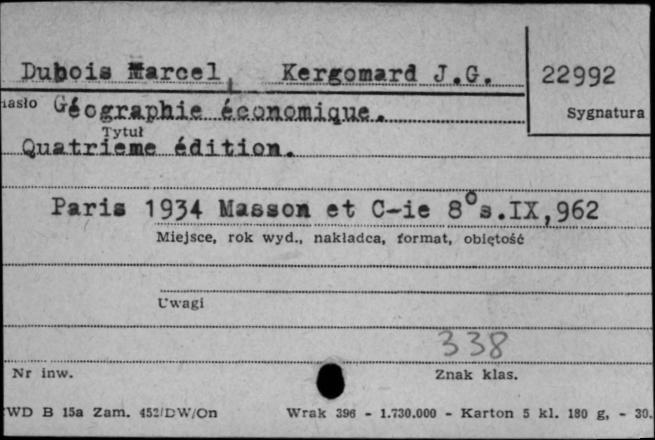 Dubois Marcel, Kergomard J.G. 22992
Hasło Géographie économique. Sygnatura
Tytuł
Quatrieme édition.
Paris 1934 Masson et C-ie 8° s.IX,962
Miejsce, rok wyd., nakładca, format, objętość
Uwagi
338
Nr inw. Znak klas.
WD B 15a Zam. 452/DW/On Wrak 396 - 1.730.000 - Karton 5 kl. 180 g, - 30.